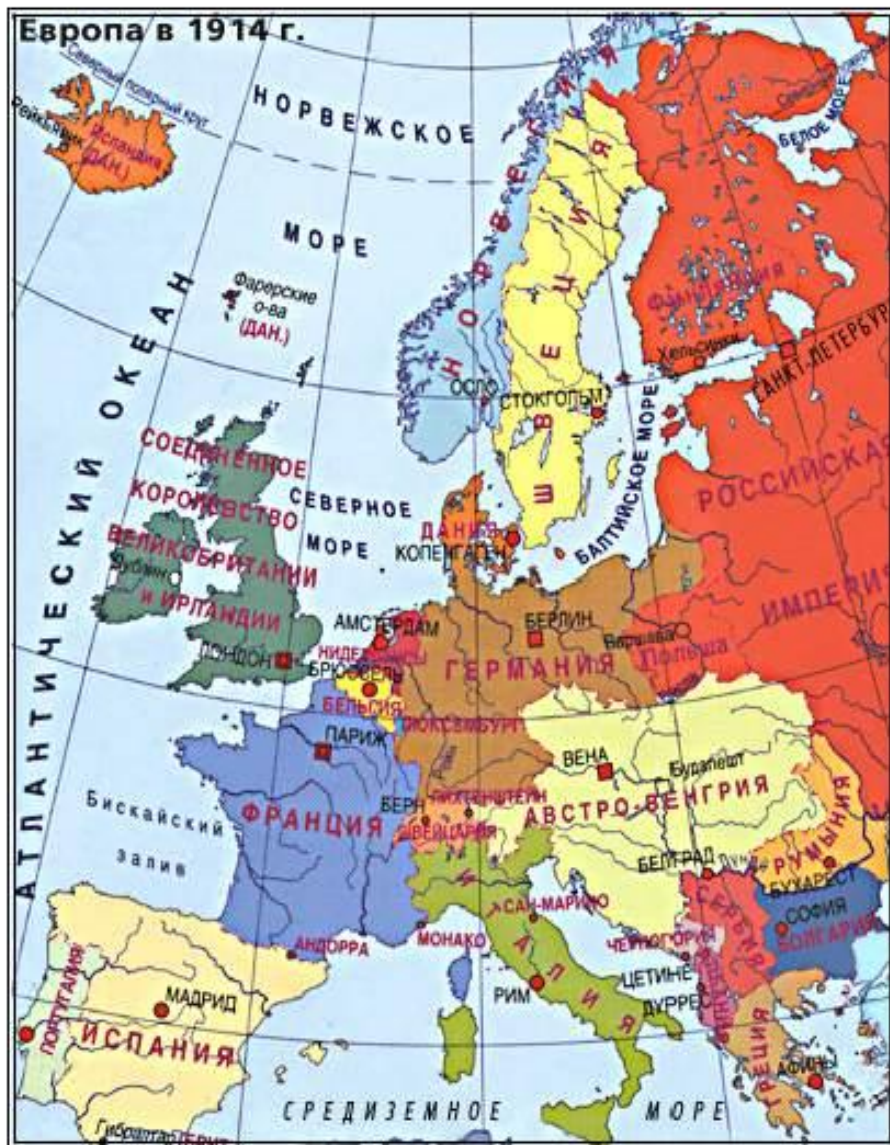 Европа в 1914 г.
Северный полярный круг
Рейкьявик
Исландия
(ДАН.)
НОРВЕЖСКОЕ
МОРЕ
БЕЛОЕ МОРЕ
Фарерские
о-ва
(ДАН.)
АТЛАНТИЧЕСКИЙ ОКЕАН
НОРВЕГИЯ
ШВЕЦИЯ
ФИНЛЯНДИЯ
Хельсинки
САНКТ-ПЕТЕРБУРГ
ОСЛО
СТОКГОЛЬМ
БАЛТИЙСКОЕ МОРЕ
РОССИЙСКАЯ
ИМПЕРИЯ
СОЕДИНЕННОЕ
КОРОЛЕВСТВО
ВЕЛИКОБРИТАНИИ
и ИРЛАНДИИ
Дублин
ЛОНДОН
СЕВЕРНОЕ
МОРЕ
ДАНИЯ
КОПЕНГАГЕН
АМСТЕРДАМ
НИДЕРЛАНДЫ
БРЮССЕЛЬ
БЕЛЬГИЯ
ЛЮКСЕМБУРГ
БЕРЛИН
ГЕРМАНИЯ
Варшава
Польша
ПАРИЖ
ФРАНЦИЯ
Бискайский
залив
БЕРН
ЛИХТЕНШТЕЙН
ШВЕЙЦАРИЯ
ВЕНА
Будапешт
АВСТРО-ВЕНГРИЯ
РУМЫНИЯ
БЕЛГРАД
БУХАРЕСТ
СЕРБИЯ
СОФИЯ
БОЛГАРИЯ
САН-МАРИНО
ИТАЛИЯ
АНДОРРА
МОНАКО
РИМ
ЧЕРНОГОРИЯ
ЦЕТИНЕ
ДУРРЕС
ПОРТУГАЛИЯ
МАДРИД
ИСПАНИЯ
ГРЕЦИЯ
АФИНЫ
СРЕДИЗЕМНОЕ МОРЕ
Гибралтар